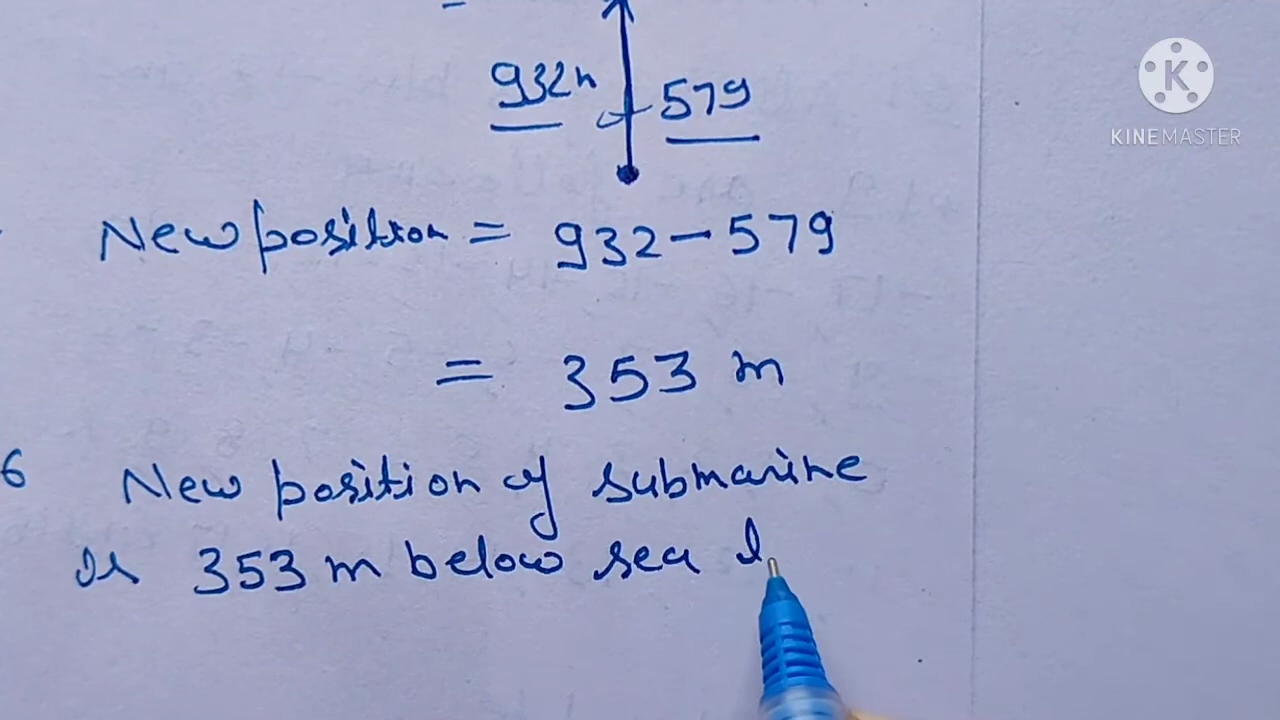 932m 579
New position = 932-579
= 353 m
6 New position of submarine
is 353 m below sea l
K
KINEMASTER